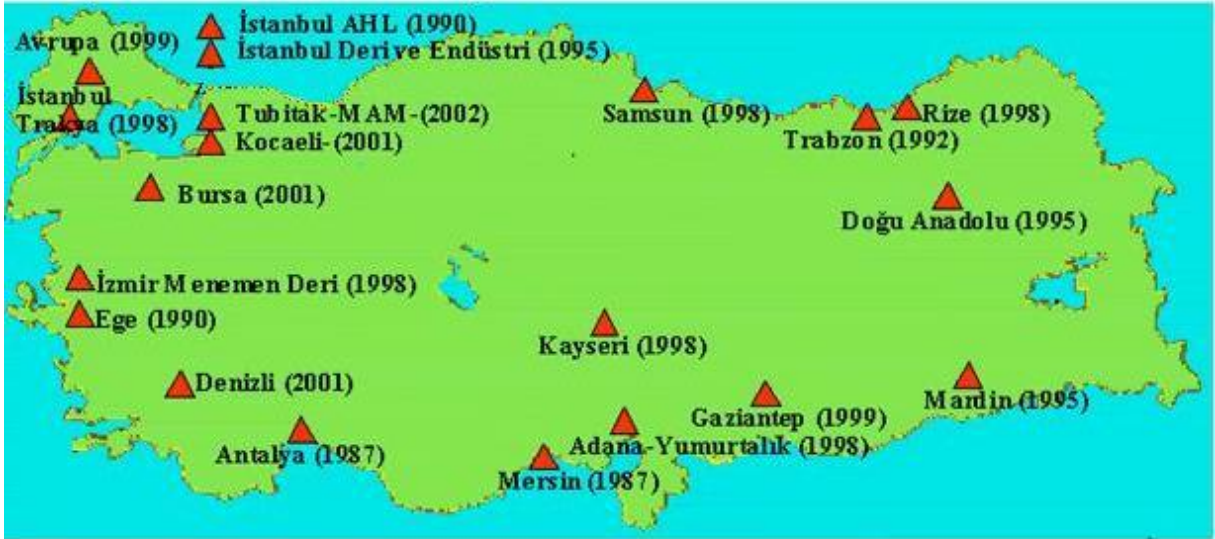 İstanbul AHL (1990)
Avrupa (1999)
İstanbul Deri ve Endüstri (1995)
İstanbul
Trakya (1998)
Tubitak-MAM-(2002)
Kocaeli-(2001)
Samsun (1998)
Rize (1998)
Trabzon (1992)
Bursa (2001)
Doğu Anadolu (1995)
İzmir Menemen Deri (1998)
Ege (1990)
Kayseri (1998)
Denizli (2001)
Mardin (1995)
Gaziantep (1999)
Adana-Yumurtalık (1998)
Antalya (1987)
Mersin (1987)